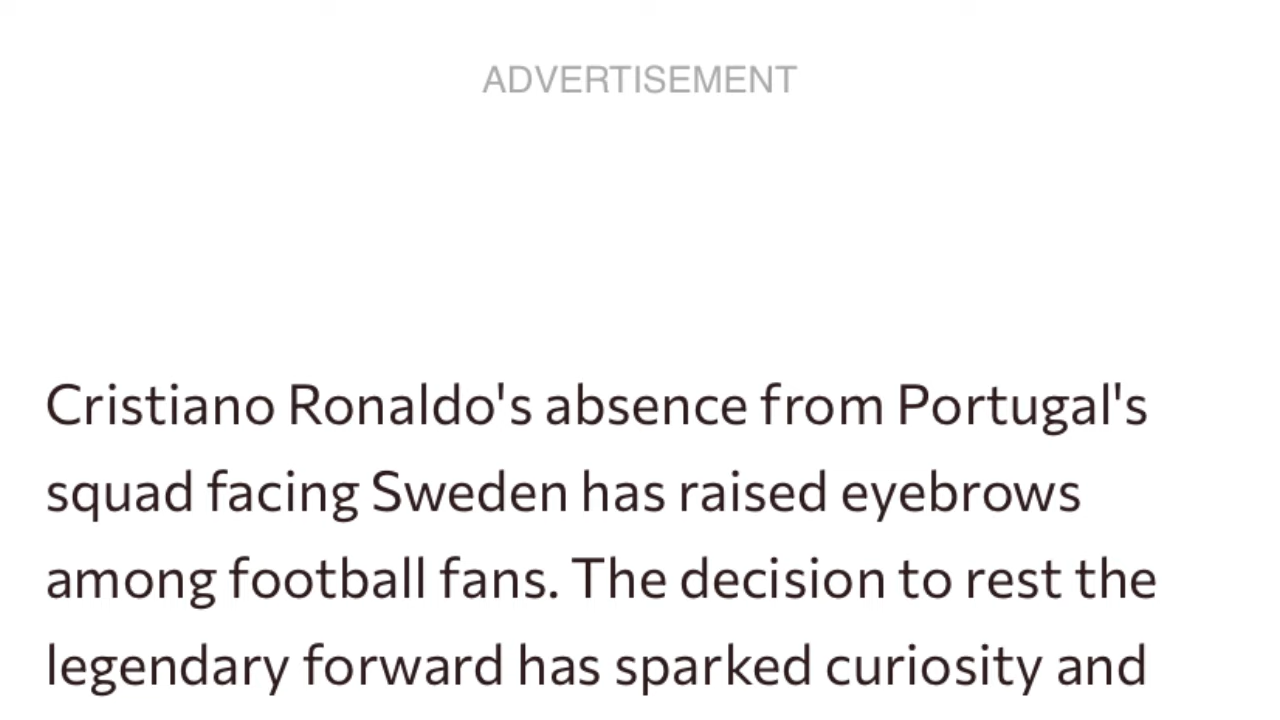 ADVERTISEMENT
Cristiano Ronaldo's absence from Portugal's
squad facing Sweden has raised eyebrows
among football fans. The decision to rest the
legendary forward has sparked curiosity and